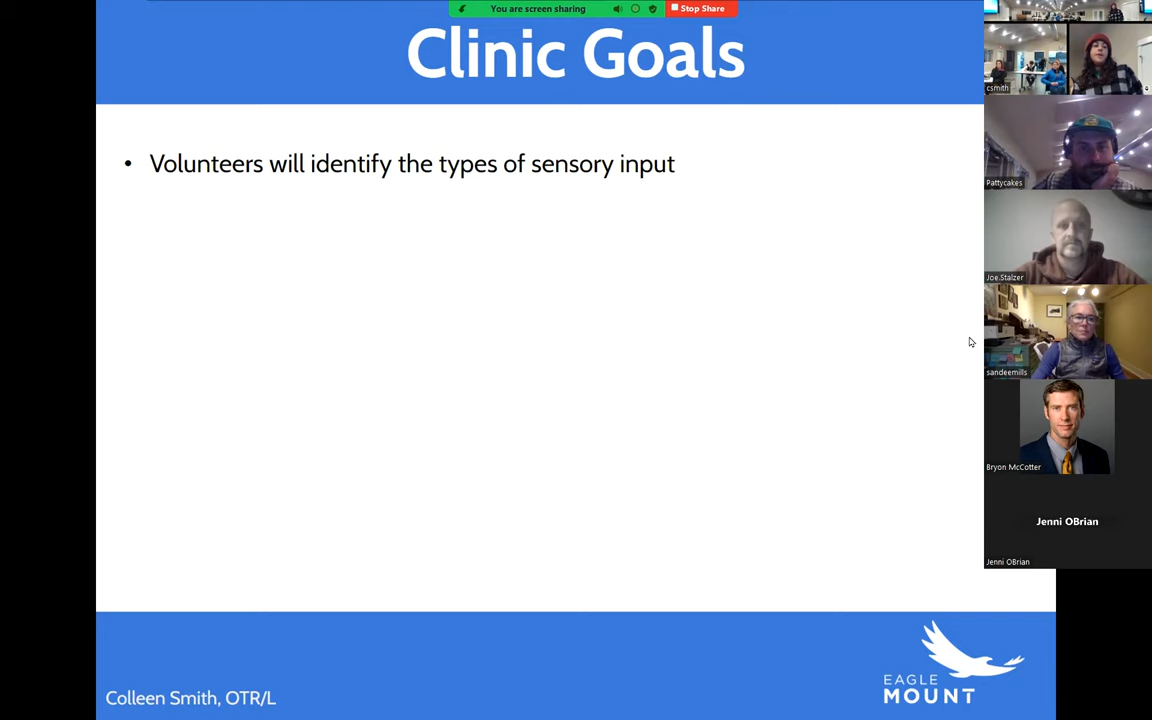 You are screen sharing
Stop Share
Clinic Goals
• Volunteers will identify the types of sensory input
csmith
Pattycakes
Joe.Stalzer
sandeemills
Bryon McCotter
Jenni OBrian
Jenni OBrian
Colleen Smith, OTR/L
EAGLE
MOUNT